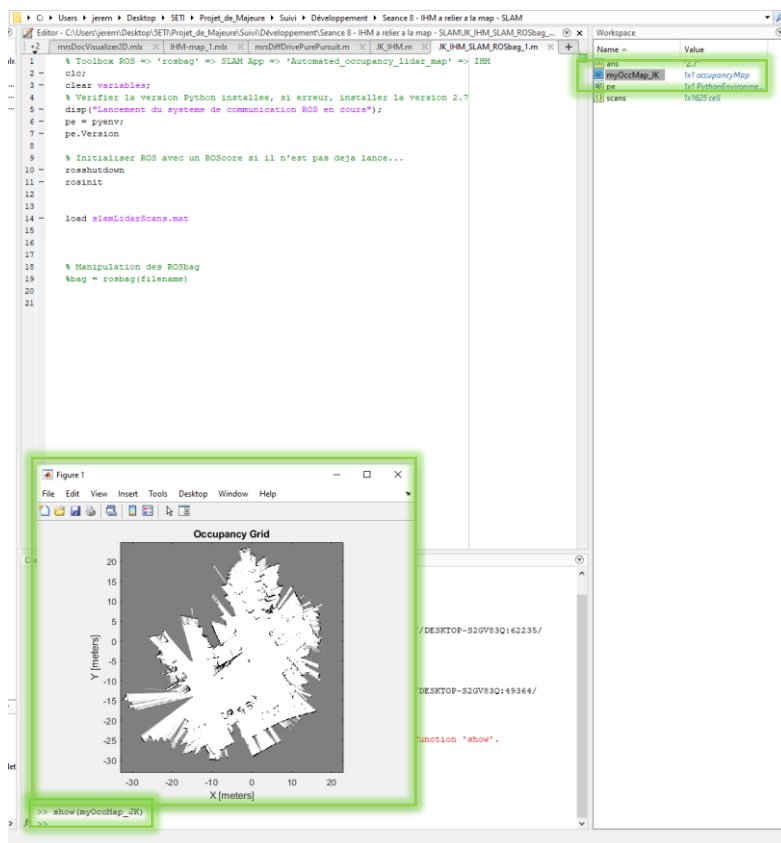 C: ▸ Users ▸ jerem ▸ Desktop ▸ SETI ▸ Projet_de_Majeure ▸ Suivi ▸ Développement ▸ Seance 8 - IHM a relier a la map - SLAM
Editor - C:\Users\jerem\Desktop\SETI\Projet_de_Majeure\Suivi\Développement\Seance 8 - IHM a relier a la map - SLAM\JK_IHM_SLAM_ROSbag_...
+2 mrsDocVisualizer2D.mlx IHM-map_1.mlx mrsDiffDrivePurePursuit.m JK_IHM.m JK_IHM_SLAM_ROSbag_1.m +
1 % Toolbox ROS => 'rosbag' => SLAM App => 'Automated_occupancy_lidar_map' => IHM
2 - clc;
3 - clear variables;
4 % Verifier la version Python installee, si erreur, installer la version 2.7
5 - disp("Lancement du systeme de communication ROS en cours");
6 - pe = pyenv;
7 - pe.Version
8
9 % Initialiser ROS avec un ROScore si il n'est pas deja lance...
10 - rosshutdown
11 - rosinit
12
13
14 - load slamLidarScans.mat
15
16
17
18 % Manipulation des ROSbag
19 %bag = rosbag(filename)
20
21
Workspace
Name Value
ans "2.7"
myOccMap_JK 1x1 occupancyMap
pe 1x1 PythonEnvironme...
scans 1x1625 cell
Figure 1
File Edit View Insert Tools Desktop Window Help
Occupancy Grid
20
15
10
5
0
-5
-10
-15
-20
-25
-30
Y [meters]
-30 -20 -10 0 10 20
X [meters]
/DESKTOP-S2GV83Q:62235/
/DESKTOP-S2GV83Q:49364/
function 'show'.
>> show(myOccMap_JK)
fx >>